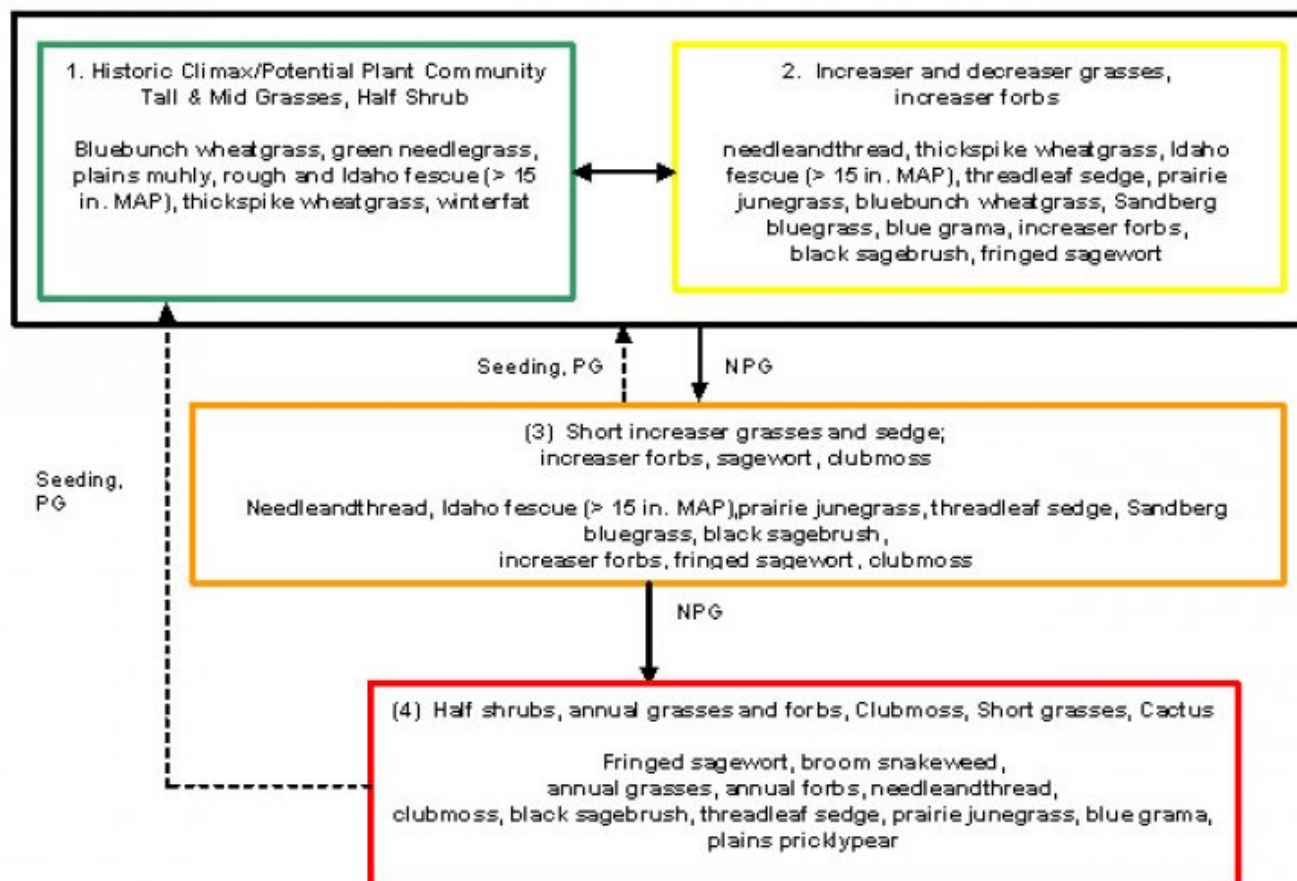 1. Historic Climax/Potential Plant Community
Tall & Mid Grasses, Half Shrub
Bluebunch wheatgrass, green needlegrass,
plains muhly, rough and Idaho fescue (> 15
in. MAP), thickspike wheatgrass, winterfat
2. Increaser and decreaser grasses,
increaser forbs
needleandthread, thickspike wheatgrass, Idaho
fescue (> 15 in. MAP), threadleaf sedge, prairie
junegrass, bluebunch wheatgrass, Sandberg
bluegrass, blue grama, increaser forbs,
black sagebrush, fringed sagewort
Seeding, PG
NPG
(3) Short increaser grasses and sedge;
increaser forbs, sagewort, clubmoss
Needleandthread, Idaho fescue (> 15 in. MAP),prairie junegrass, threadleaf sedge, Sandberg
bluegrass, black sagebrush,
increaser forbs, fringed sagewort, clubmoss
Seeding,
PG
NPG
(4) Half shrubs, annual grasses and forbs, Clubmoss, Short grasses, Cactus
Fringed sagewort, broom snakeweed,
annual grasses, annual forbs, needleandthread,
clubmoss, black sagebrush, threadleaf sedge, prairie junegrass, blue grama,
plains pricklypear